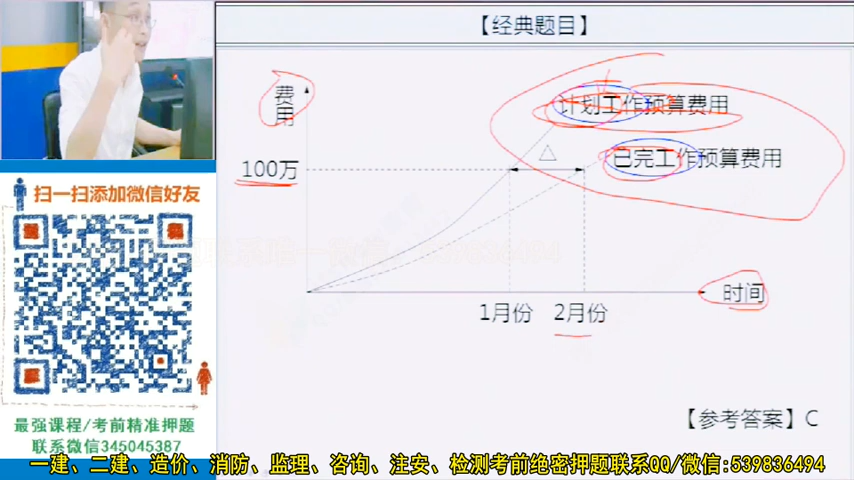 【经典题目】
费用
计划工作预算费用
△
已完工作预算费用
100万
时间
1月份 2月份
【参考答案】C
扫一扫添加微信好友
最强课程/考前精准押题
联系微信345045387
一建、二建、造价、消防、监理、咨询、注安、检测考前绝密押题联系QQ/微信:539836494